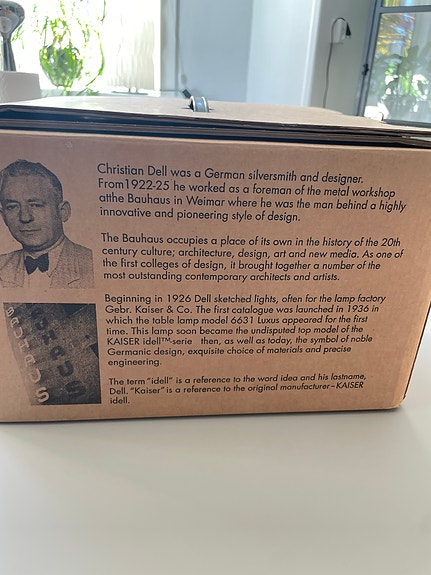 Christian Dell was a German silversmith and designer.
From1922-25 he worked as a foreman of the metal workshop
atthe Bauhaus in Weimar where he was the man behind a highly
innovative and pioneering style of design.
The Bauhaus occupies a place of its own in the history of the 20th
century culture; architecture, design, art and new media. As one of
the first colleges of design, it brought together a number of the
most outstanding contemporary architects and artists.
Beginning in 1926 Dell sketched lights, often for the lamp factory
Gebr. Kaiser & Co. The first catalogue was launched in 1936 in
which the table lamp model 6631 Luxus appeared for the first
time. This lamp soon became the undisputed top model of the
KAISER idell™-serie then, as well as today, the symbol of noble
Germanic design, exquisite choice of materials and precise
engineering.
The term "idell" is a reference to the word idea and his lastname,
Dell. "Kaiser" is a reference to the original manufacturer – KAISER
idell.
BAUHAUS